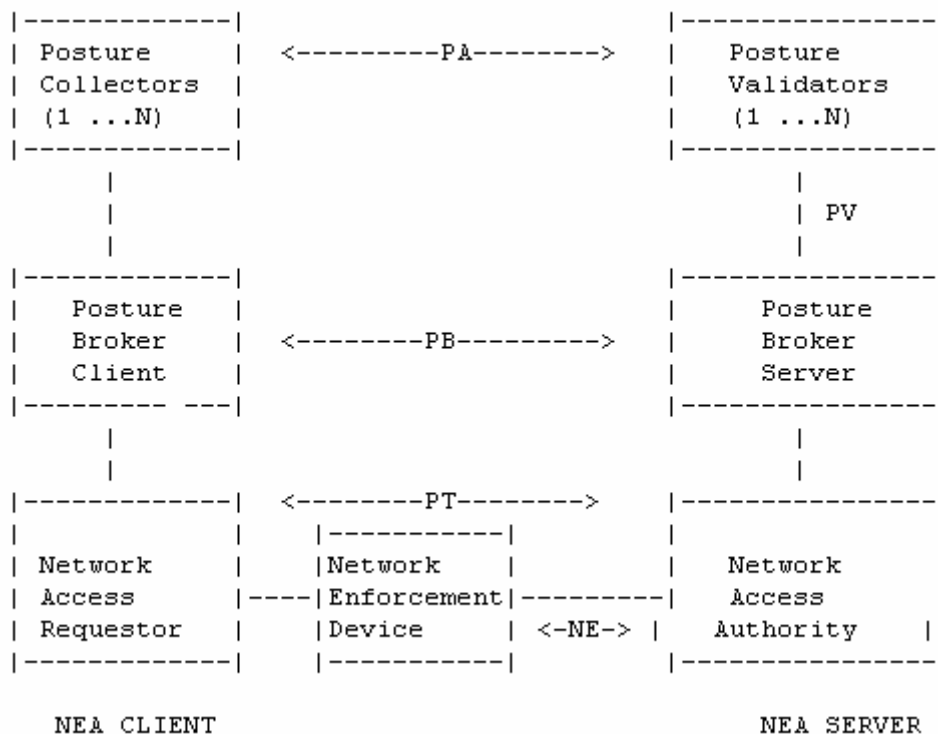 |-------------|                           |----------------
| Posture     |  <---------PA-------->    |  Posture
| Collectors  |                           |  Validators
| (1 ...N)    |                           |  (1 ...N)
|-------------|                           |----------------
      |                                          |
      |                                          | PV
      |                                          |
|-------------|                           |----------------
|   Posture   |                           |    Posture
|   Broker    |  <--------PB--------->    |    Broker
|   Client    |                           |    Server
|--------- ---|                           |----------------
      |                                          |
      |                                          |
|-------------|  <--------PT-------->     |----------------
|             |    |-----------|          |
| Network     |    |Network    |          |  Network
| Access      |----|Enforcement|---------|  Access
| Requestor   |    |Device     | <-NE-> | Authority    |
|-------------|    |-----------|          |----------------
NEA CLIENT                                     NEA SERVER